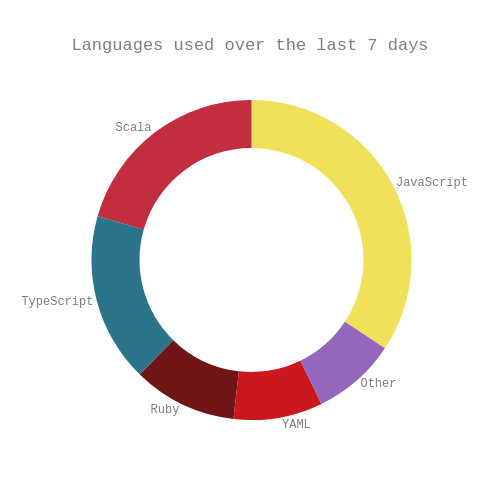 Languages used over the last 7 days
Scala
JavaScript
TypeScript
Other
Ruby
YAML